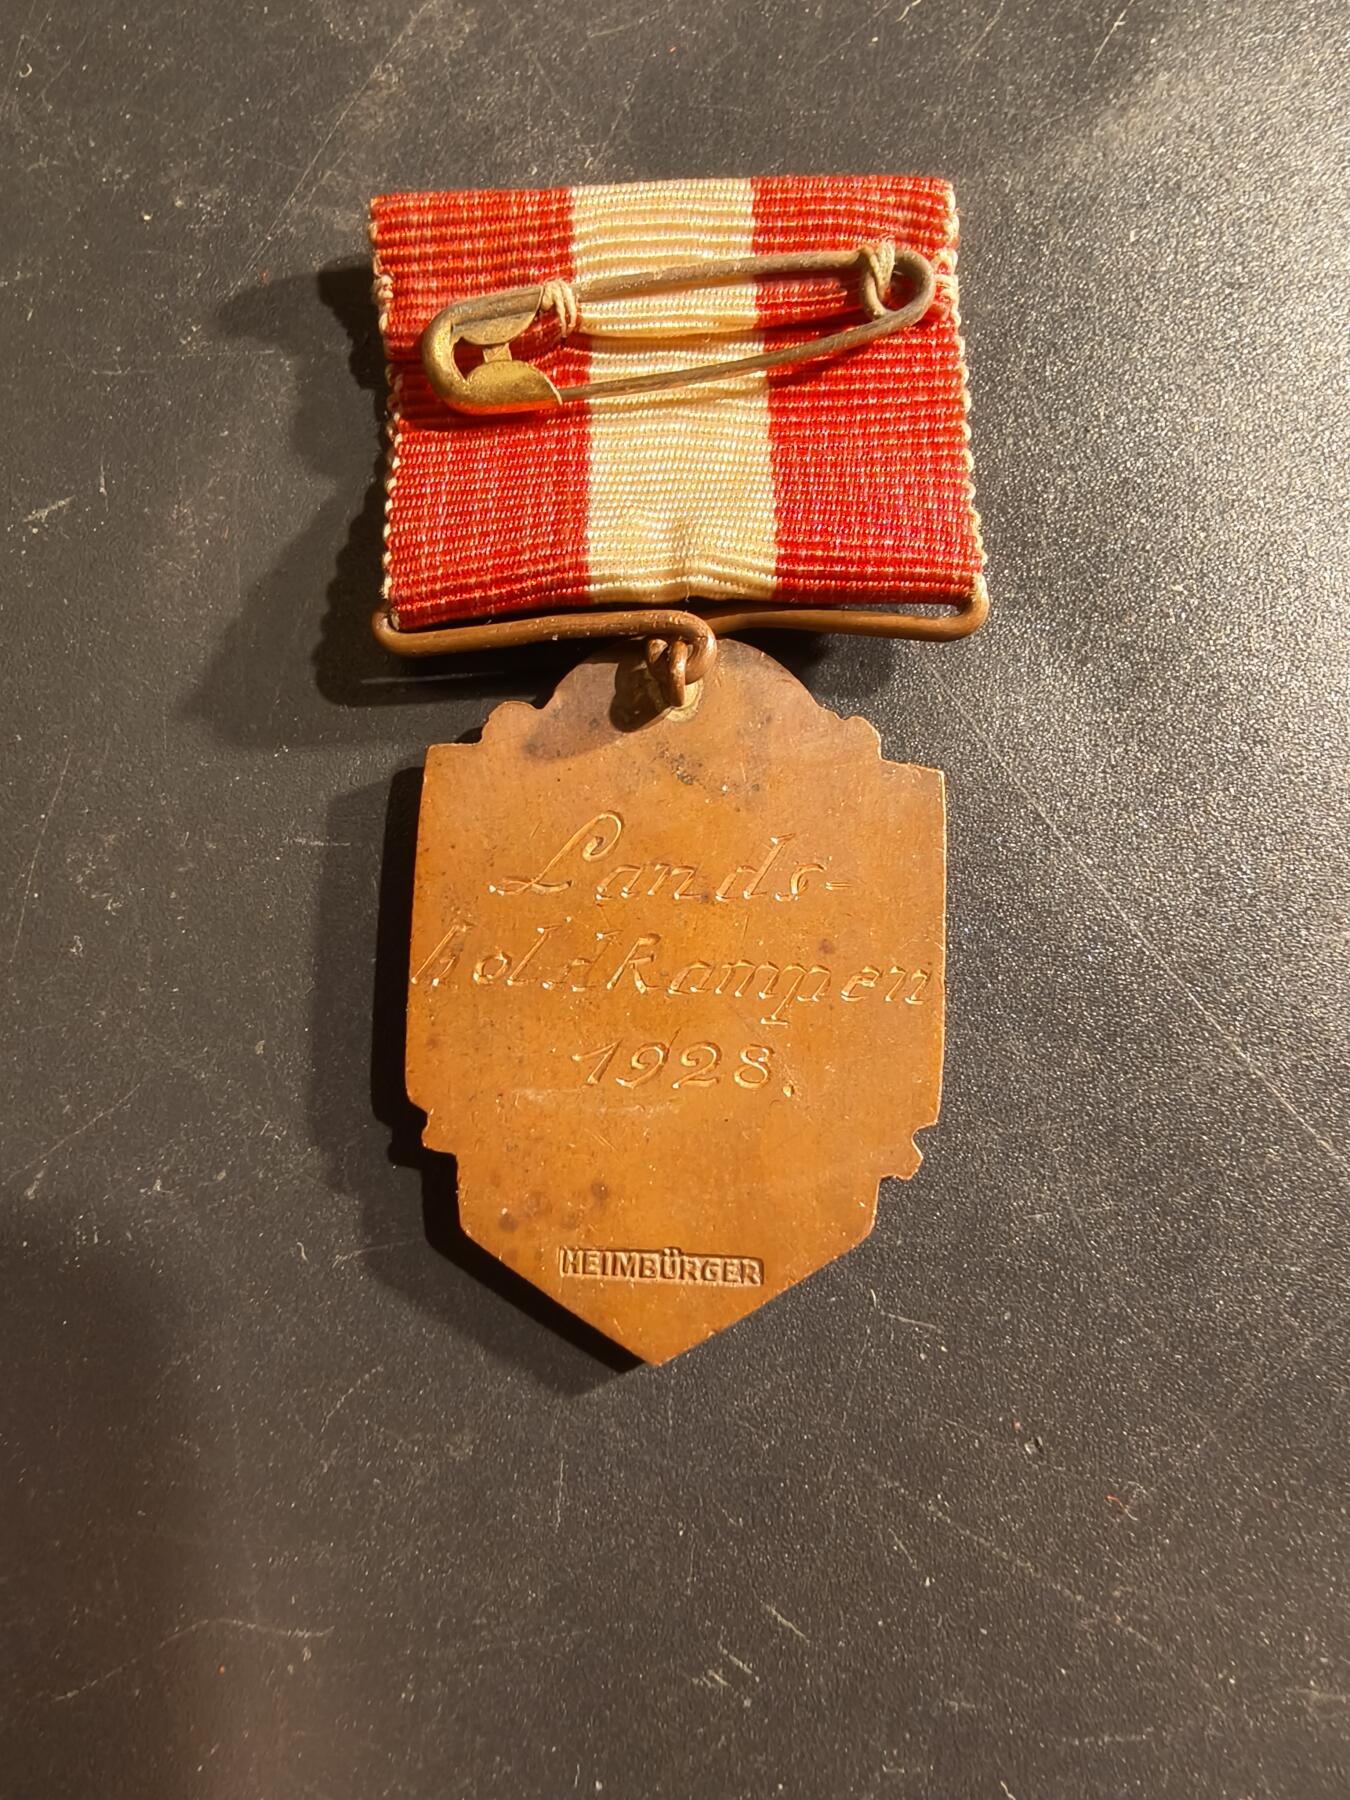 Lands-
holdkampen
1928.
HEIMBÜRGER